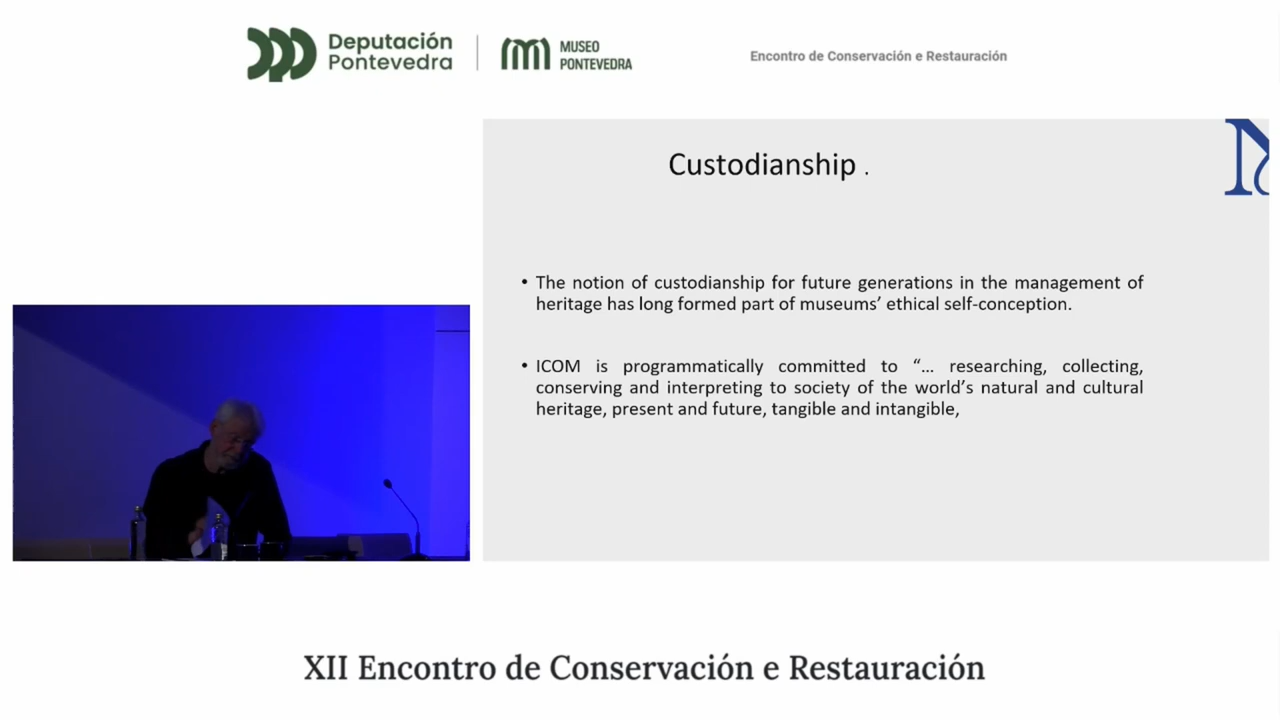 Deputación
Pontevedra
MUSEO
PONTEVEDRA
Encontro de Conservación e Restauración
Custodianship .
• The notion of custodianship for future generations in the management of
heritage has long formed part of museums’ ethical self-conception.
• ICOM is programmatically committed to “... researching, collecting,
conserving and interpreting to society of the world’s natural and cultural
heritage, present and future, tangible and intangible,
XII Encontro de Conservación e Restauración